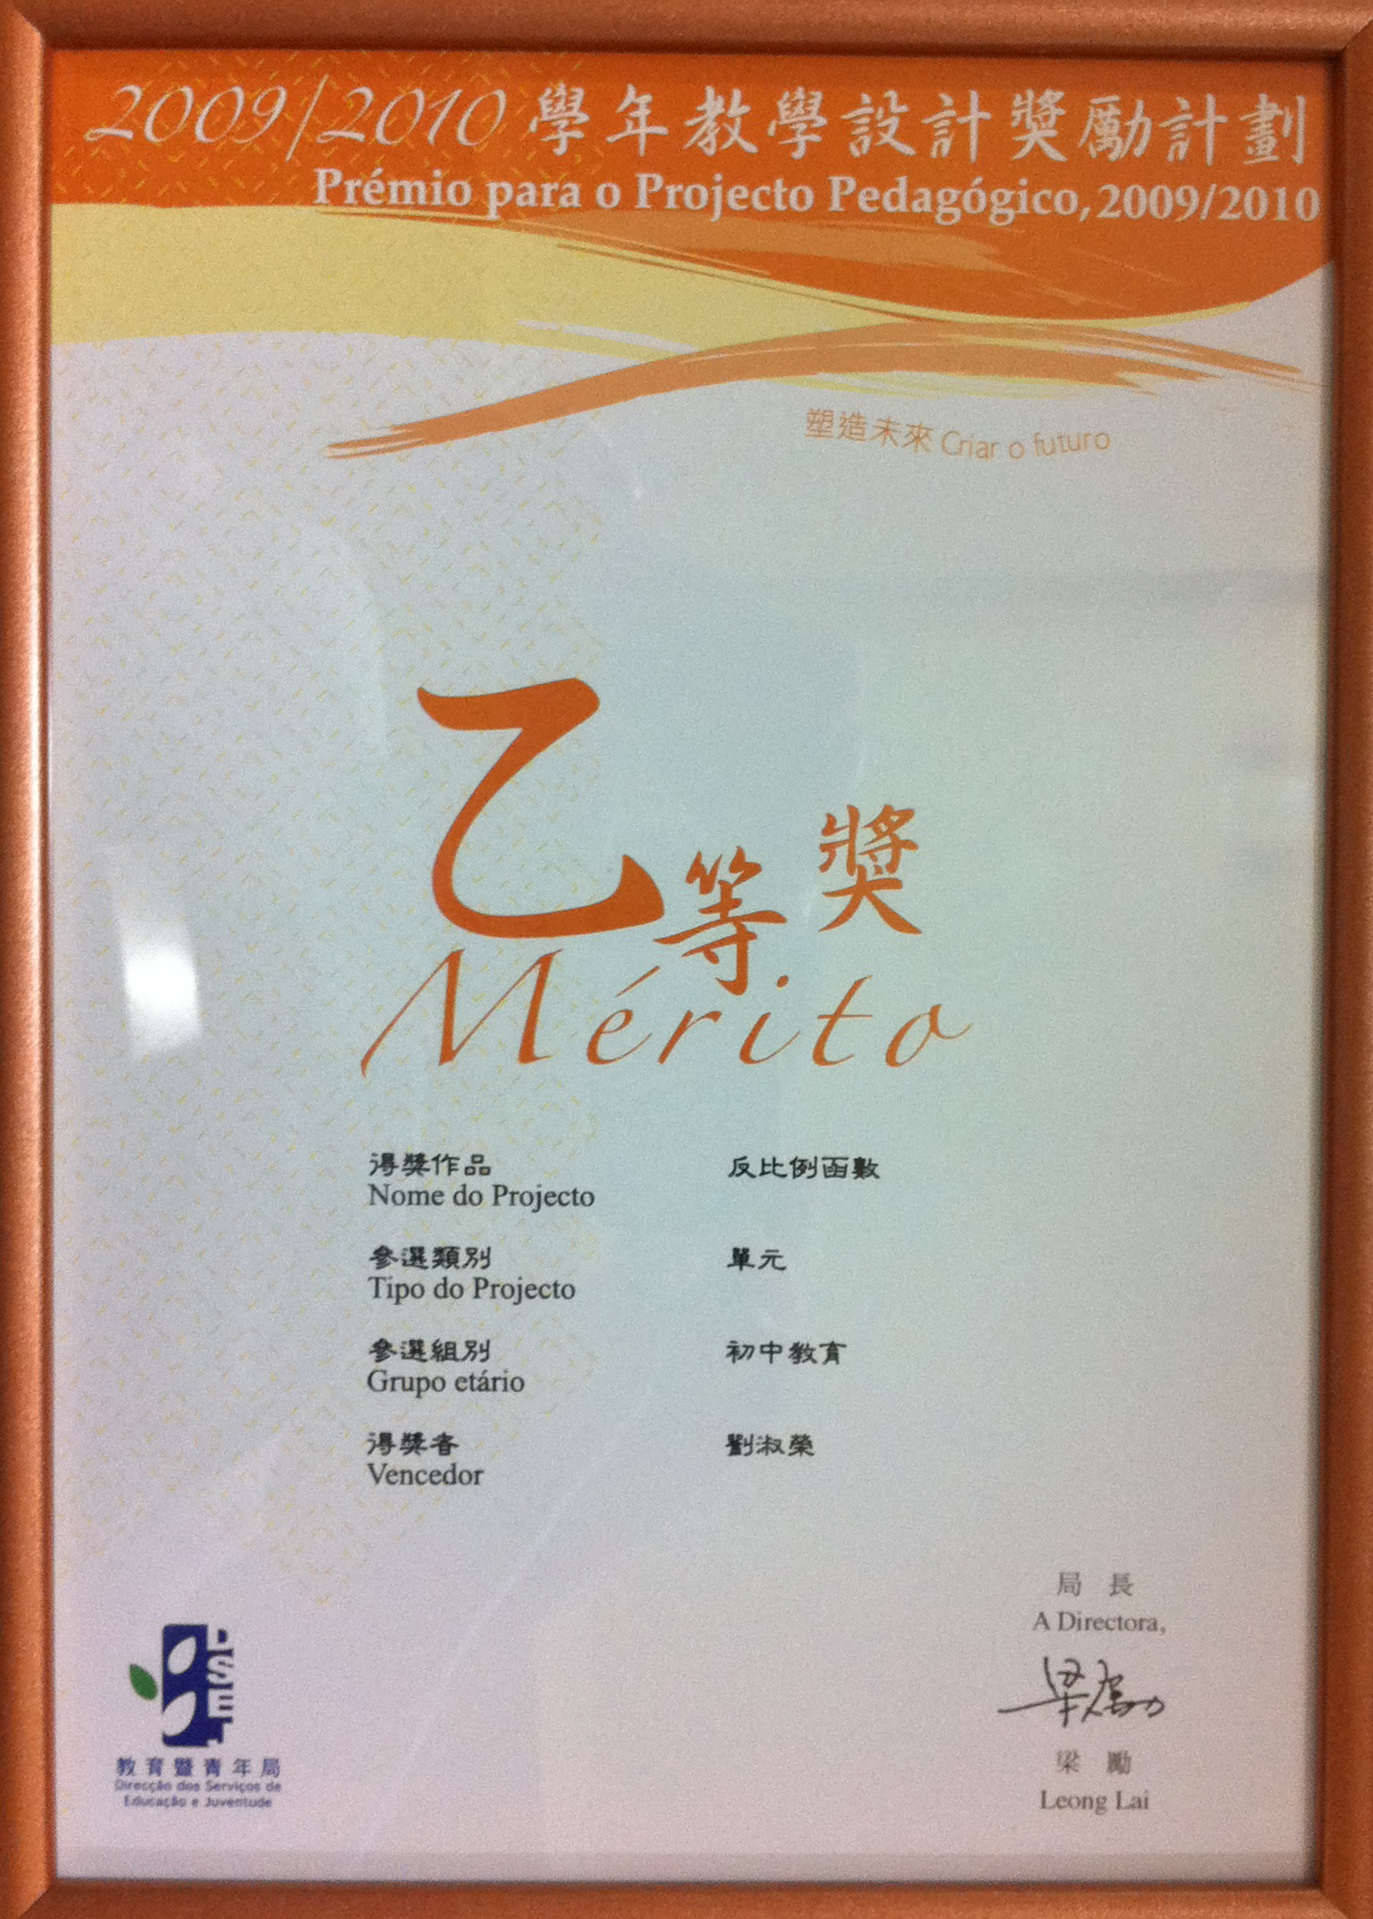 2009/2010 學年教學設計獎勵計劃
Prémio para o Projecto Pedagógico, 2009/2010
塑造未來 Criar o futuro
乙等獎
Mérito
得獎作品 反比例函數
Nome do Projecto
參選類別 單元
Tipo do Projecto
參選組別 初中教育
Grupo etário
得獎者 劉淑榮
Vencedor
局 長
A Directora,
梁勵
梁 勵
Leong Lai
DSEJ
教育暨青年局
Direcção dos Serviços de
Educação e Juventude